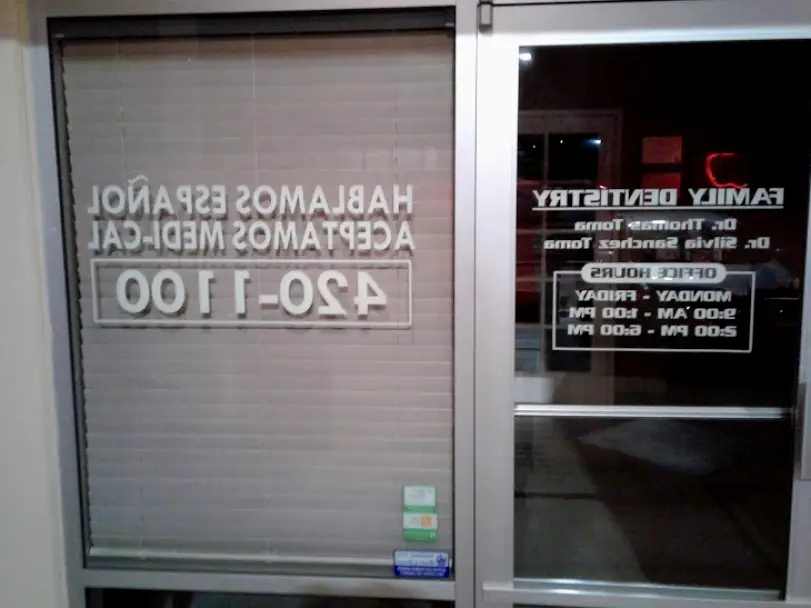 HABLAMOS ESPAÑOL
ACEPTAMOS MEDI-CAL
420-1100
FAMILY DENTISTRY
Dr. Thomas Toma
Dr. Silvia Sanchez Toma
OFFICE HOURS
MONDAY - FRIDAY
9:00 AM - 1:00 PM
2:00 PM - 6:00 PM